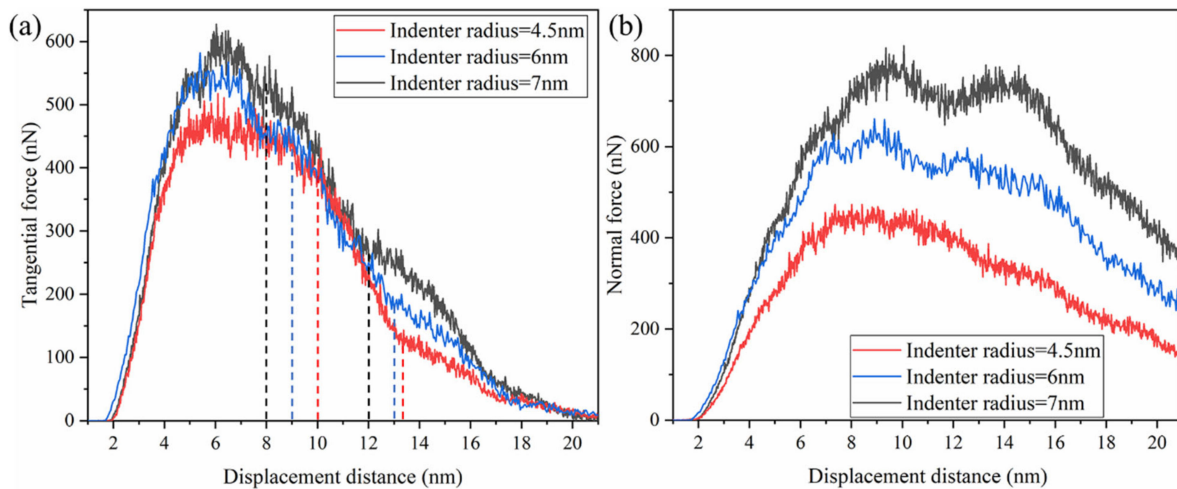 (a)
Indenter radius=4.5nm
Indenter radius=6nm
Indenter radius=7nm
Tangential force (nN)
600
500
400
300
200
100
0
2 4 6 8 10 12 14 16 18 20
Displacement distance (nm)
(b)
Normal force (nN)
800
600
400
200
0
Indenter radius=4.5nm
Indenter radius=6nm
Indenter radius=7nm
2 4 6 8 10 12 14 16 18 20
Displacement distance (nm)